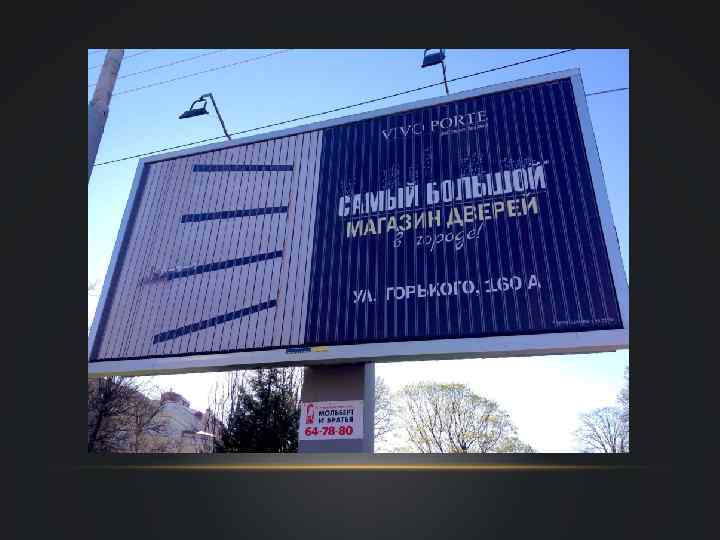 VIVO PORTE
САМЫЙ БОЛЬШОЙ
МАГАЗИН ДВЕРЕЙ
в городе!
УЛ. ГОРЬКОГО, 160 А
МОЛЬБЕРТ
И БРАТЬЯ
64-78-80